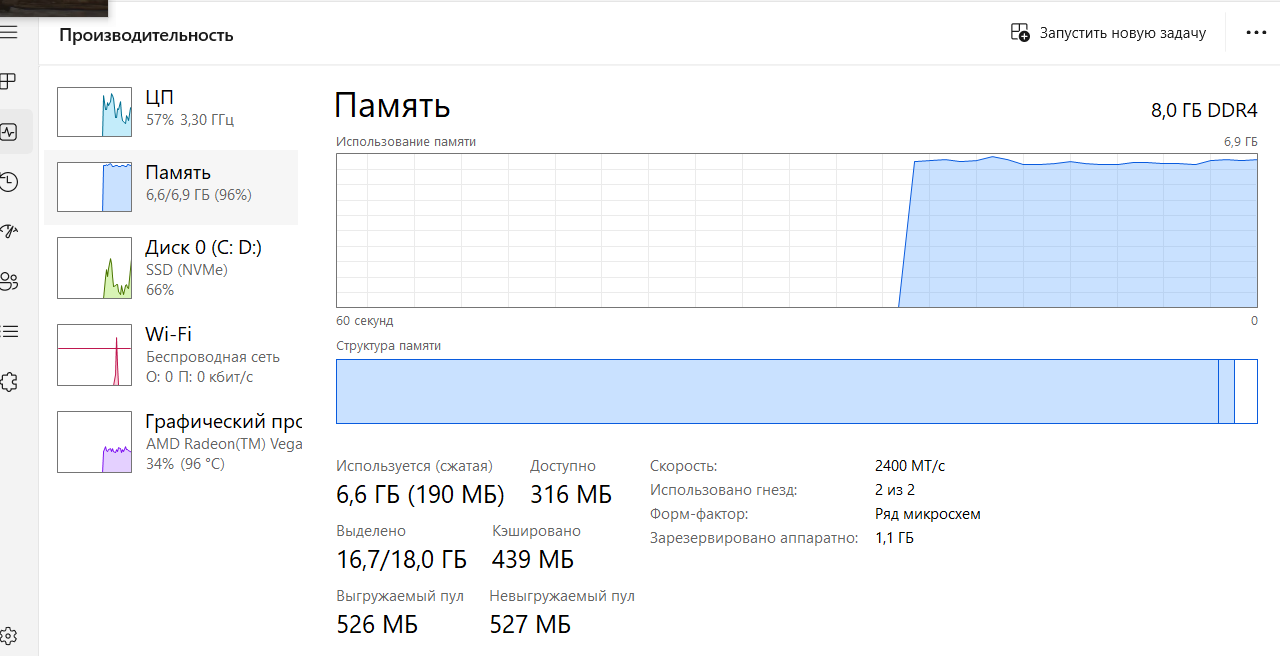 Производительность
Запустить новую задачу
ЦП
57% 3,30 ГГц
Память
6,6/6,9 ГБ (96%)
Диск 0 (C: D:)
SSD (NVMe)
66%
Wi-Fi
Беспроводная сеть
О: 0 П: 0 кбит/с
Графический прс
AMD Radeon(TM) Vega
34% (96 °C)
Память
8,0 ГБ DDR4
Использование памяти
6,9 ГБ
60 секунд
0
Структура памяти
Используется (сжатая)
Доступно
6,6 ГБ (190 МБ)
316 МБ
Выделено
Кэшировано
16,7/18,0 ГБ
439 МБ
Выгружаемый пул
Невыгружаемый пул
526 МБ
527 МБ
Скорость:
2400 МТ/с
Использовано гнезд:
2 из 2
Форм-фактор:
Ряд микросхем
Зарезервировано аппаратно:
1,1 ГБ